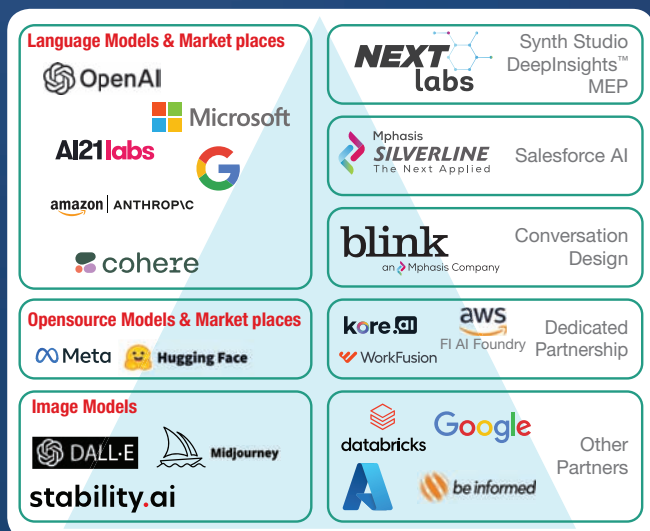 Language Models & Market places
OpenAI
Microsoft
AI21labs
G
amazon | ANTHROP\C
cohere
Opensource Models & Market places
Meta
Hugging Face
Image Models
DALL·E
Midjourney
stability.ai
NEXT
labs
Synth Studio
DeepInsights™
MEP
Mphasis
SILVERLINE
The Next Applied
Salesforce AI
blink
an Mphasis Company
Conversation
Design
kore.ai
aws
FI AI Foundry
WorkFusion
Dedicated
Partnership
databricks
Google
be informed
Other
Partners